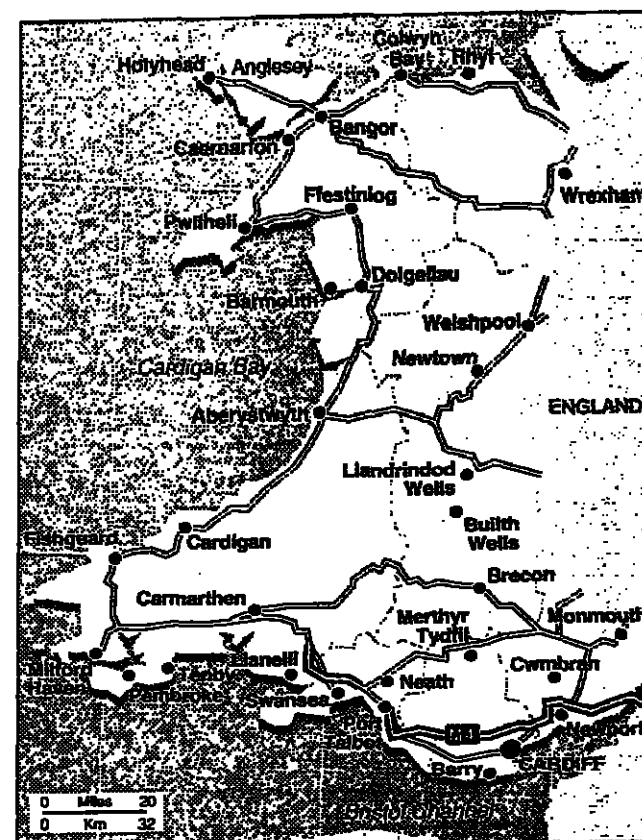 Colwyn
Bay
Rhyl
Holyhead
Anglesey
Bangor
Caernarfon
Wrexham
Ffestiniog
Pwllheli
Dolgellau
Barmouth
Welshpool
Newtown
Cardigan Bay
ENGLAND
Aberystwyth
Llandrindod
Wells
Builth
Wells
Fishguard
Cardigan
Brecon
Carmarthen
Merthyr
Tydfil
Monmouth
Milford
Haven
Tenby
Pembroke
Llanelli
Neath
Cwmbran
Swansea
Port
Talbot
Newport
CARDIFF
Barry
0 Miles 20
0 Km 32
Bristol Channel